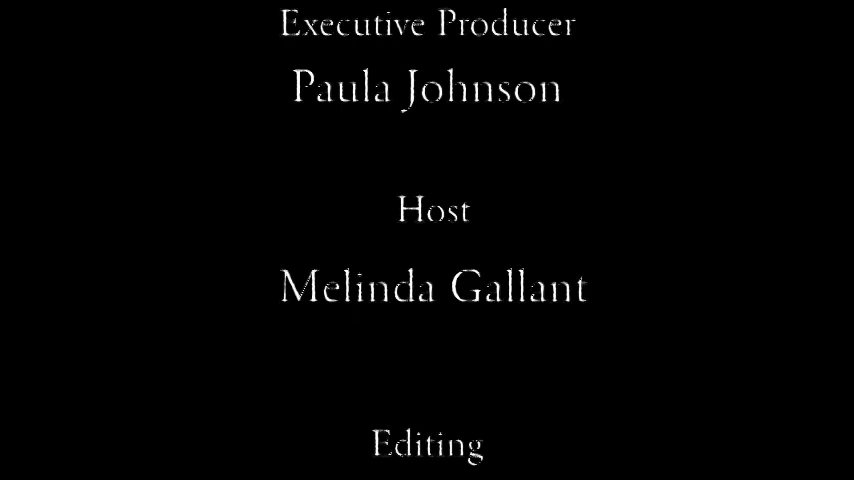 Executive Producer
Paula Johnson
Host
Melinda Gallant
Editing